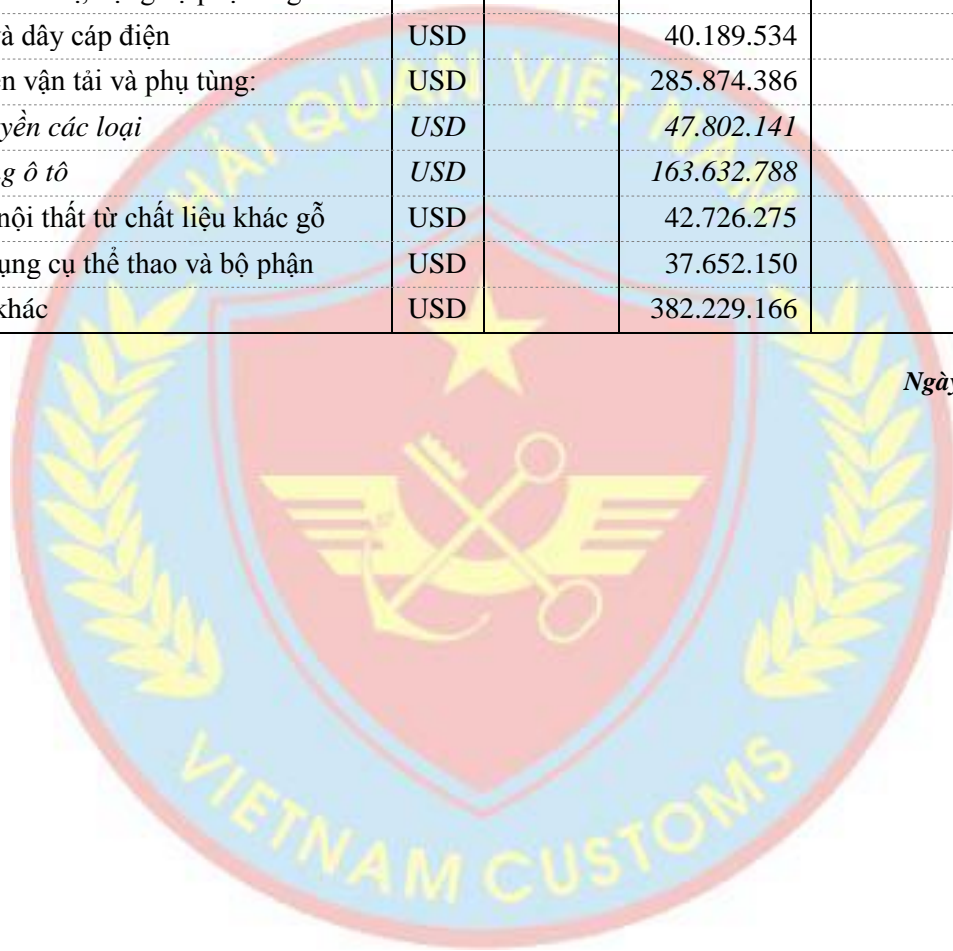 à dây cáp điện USD 40.189.534
n vận tải và phụ tùng: USD 285.874.386
yền các loại USD 47.802.141
g ô tô USD 163.632.788
nội thất từ chất liệu khác gỗ USD 42.726.275
ụng cụ thể thao và bộ phận USD 37.652.150
khác USD 382.229.166
Ngày
HẢI QUAN VIỆT NAM
VIETNAM CUSTOMS